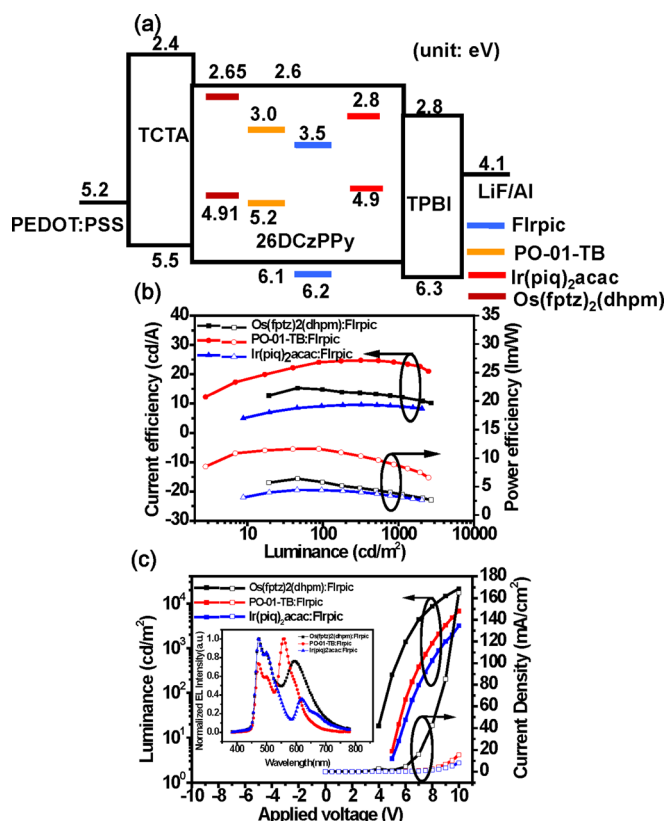 (a)
(unit: eV)
2.4
2.65
2.6
2.8
3.0
3.5
2.8
TCTA
4.1
5.2
LiF/Al
PEDOT:PSS
4.91
5.2
4.9
TPBI
26DCzPPy
5.5
6.1
6.2
6.3
FIrpic
PO-01-TB
Ir(piq)2acac
Os(fptz)2(dhpm)
(b)
Os(fptz)2(dhpm):FIrpic
PO-01-TB:FIrpic
Ir(piq)2acac:FIrpic
Current efficiency (cd/A)
40
30
20
10
0
-10
-20
-30
Power efficiency (lm/W)
35
30
25
20
15
10
5
0
10 100 1000 10000
Luminance(cd/m2)
(c)
Os(fptz)2(dhpm):FIrpic
PO-01-TB:FIrpic
Ir(piq)2acac:FIrpic
Luminance(cd/m2)
10^4
10^3
10^2
10^1
10^0
Current Density(mA/cm2)
180
160
140
120
100
80
60
40
20
0
Normalized EL Intensity(a.u.)
1.0
0.8
0.6
0.4
0.2
0.0
Os(fptz)2(dhpm):FIrpic
PO-01-TB:FIrpic
Ir(piq)2acac:FIrpic
400 500 600 700 800
Wavelength(nm)
-10 -8 -6 -4 -2 0 2 4 6 8 10
Applied voltage (V)